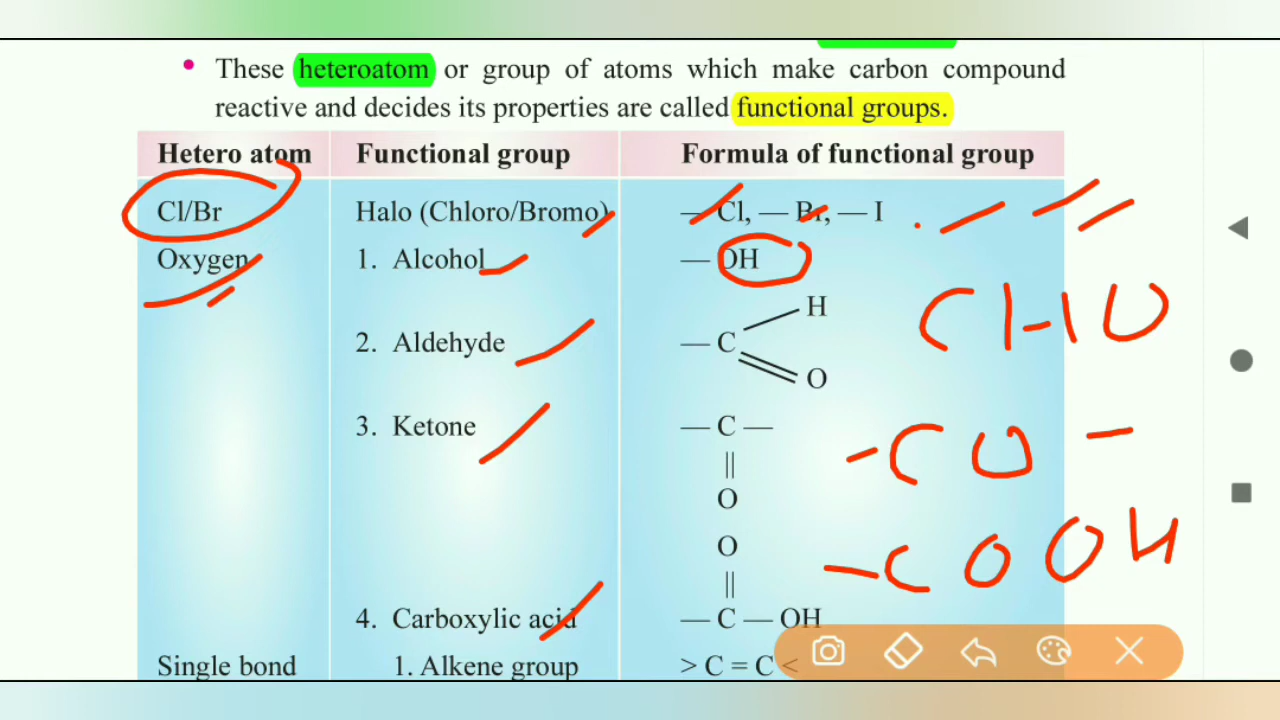 • These heteroatom or group of atoms which make carbon compound
reactive and decides its properties are called functional groups.
Hetero atom Functional group Formula of functional group
Cl/Br Halo (Chloro/Bromo) — Cl, — Br, — I
Oxygen 1. Alcohol — OH
H
2. Aldehyde — C
O
CHO
3. Ketone — C —
||
O
- CO -
O
||
- COOH
4. Carboxylic acid — C — OH
Single bond 1. Alkene group > C = C <